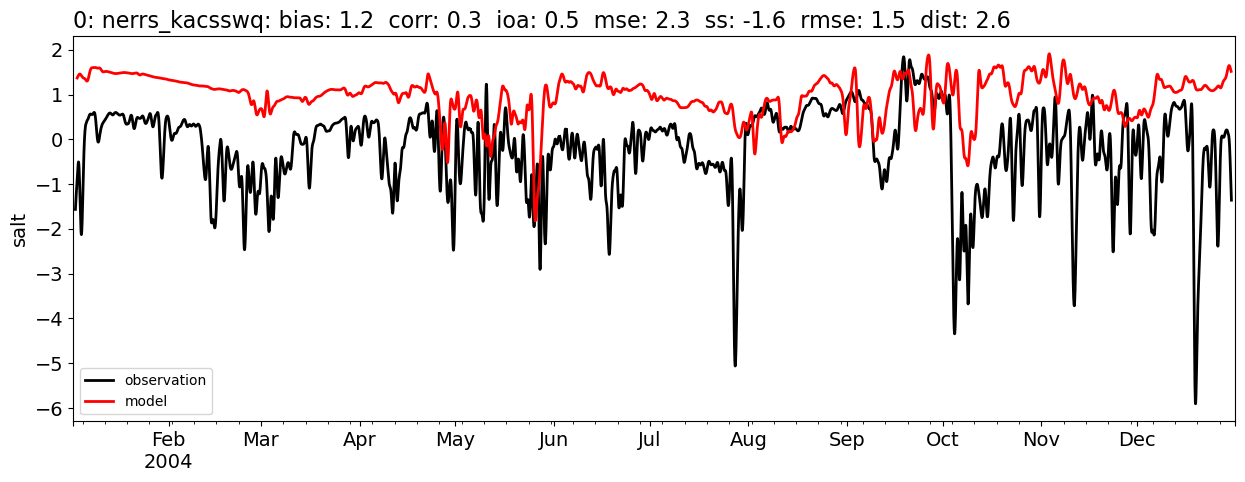 0: nerrs_kacsswq: bias: 1.2  corr: 0.3  ioa: 0.5  mse: 2.3  ss: -1.6  rmse: 1.5  dist: 2.6
2
1
0
−1
−2
−3
−4
−5
−6
salt
observation
model
Feb Mar Apr May Jun Jul Aug Sep Oct Nov Dec
2004